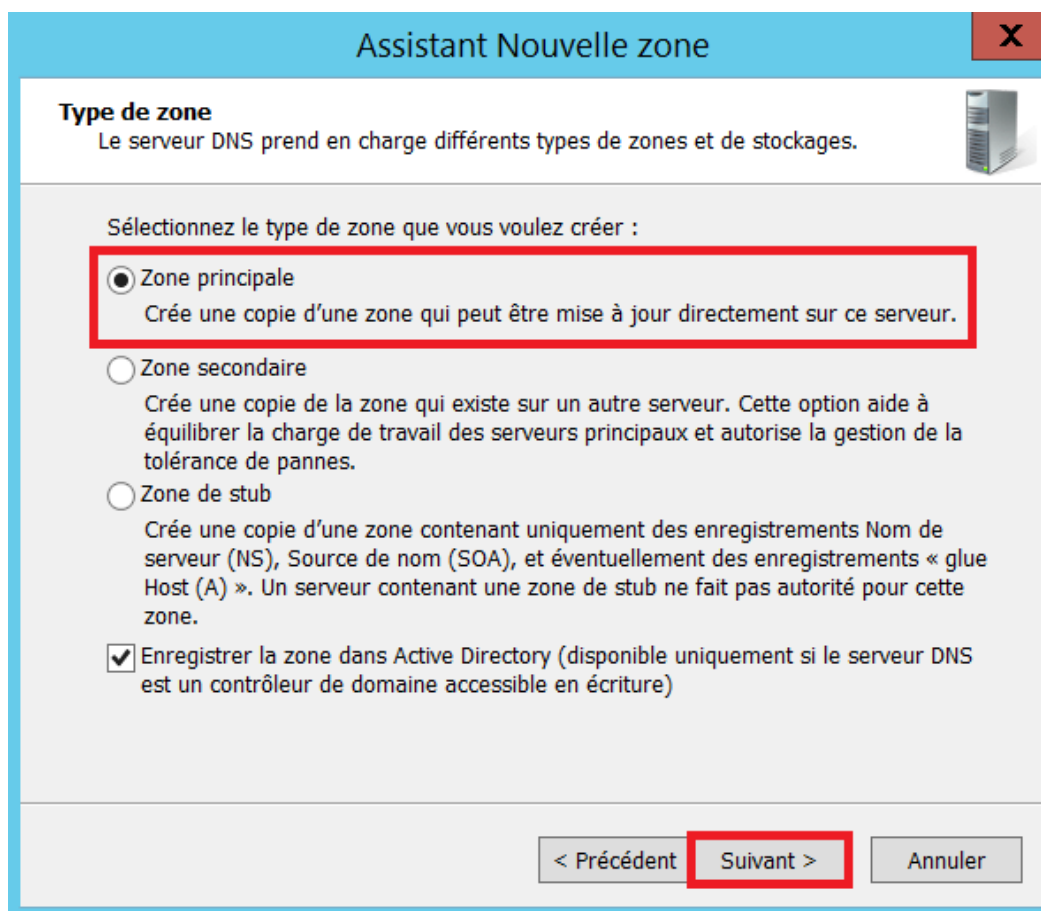 Assistant Nouvelle zone
X
Type de zone
Le serveur DNS prend en charge différents types de zones et de stockages.
Sélectionnez le type de zone que vous voulez créer :
Zone principale
Crée une copie d’une zone qui peut être mise à jour directement sur ce serveur.
Zone secondaire
Crée une copie de la zone qui existe sur un autre serveur. Cette option aide à
équilibrer la charge de travail des serveurs principaux et autorise la gestion de la
tolérance de pannes.
Zone de stub
Crée une copie d’une zone contenant uniquement des enregistrements Nom de
serveur (NS), Source de nom (SOA), et éventuellement des enregistrements « glue
Host (A) ». Un serveur contenant une zone de stub ne fait pas autorité pour cette
zone.
Enregistrer la zone dans Active Directory (disponible uniquement si le serveur DNS
est un contrôleur de domaine accessible en écriture)
< Précédent Suivant > Annuler